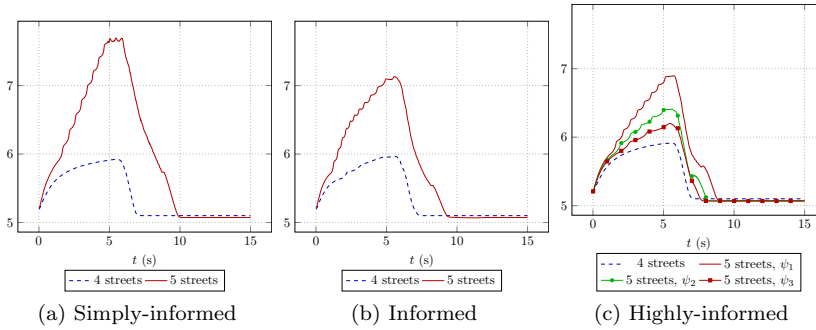 7
6
5
0 5 10 15
t (s)
4 streets 5 streets
(a) Simply-informed
7
6
5
0 5 10 15
t (s)
4 streets 5 streets
(b) Informed
7
6
5
0 5 10 15
t (s)
4 streets 5 streets, ψ₁
5 streets, ψ₂ 5 streets, ψ₃
(c) Highly-informed